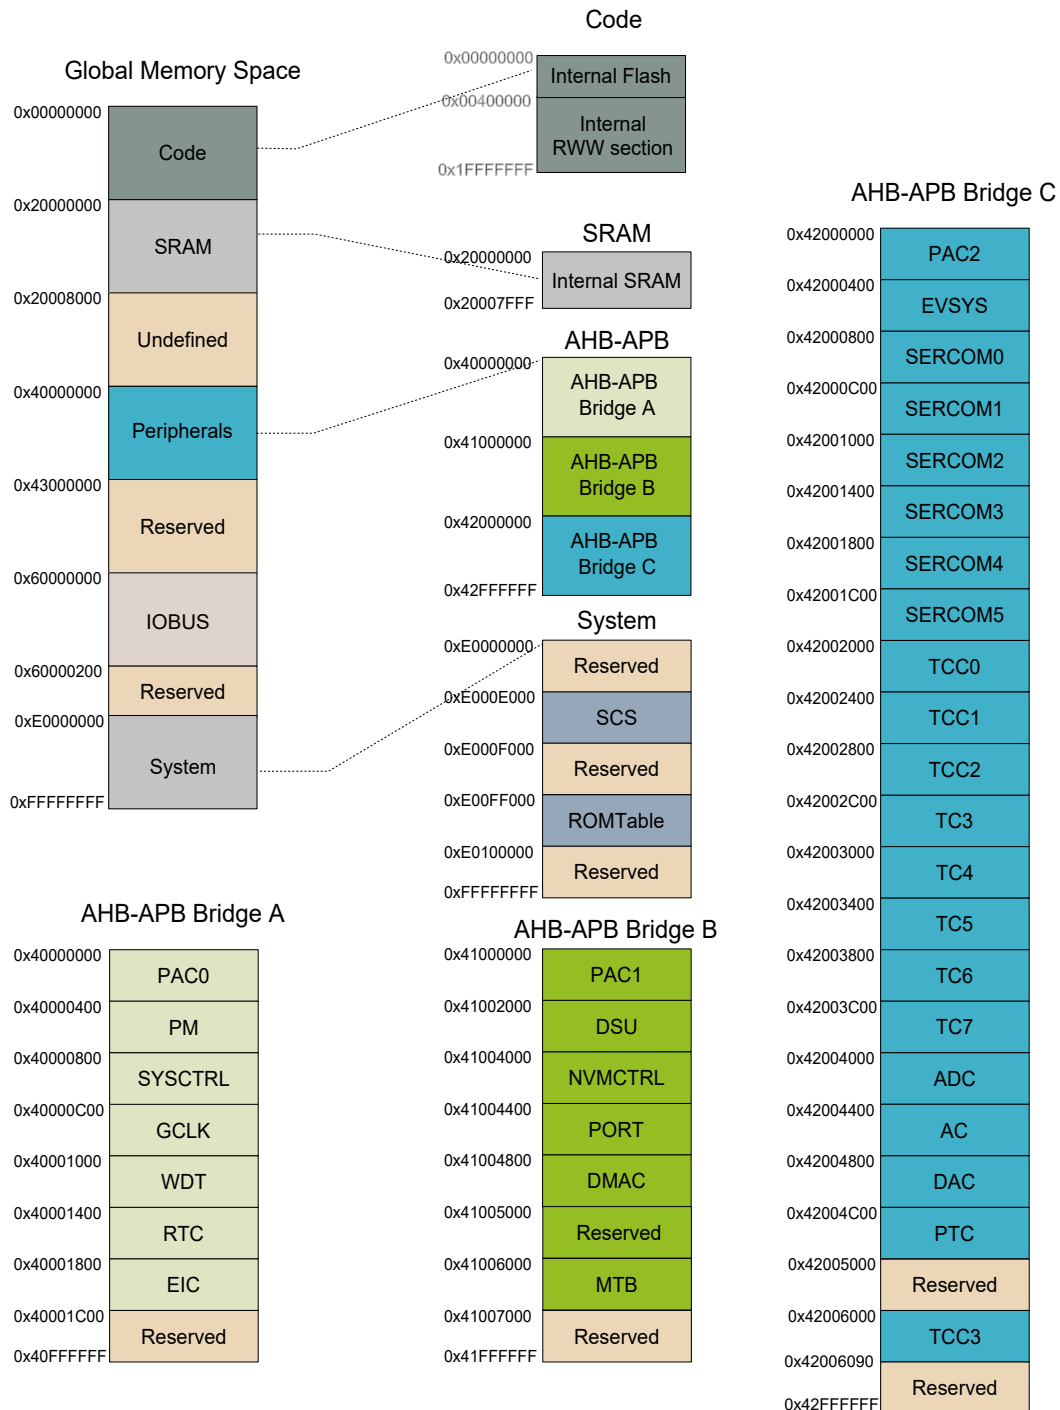 Global Memory Space
0x00000000
Code
0x20000000
SRAM
0x20008000
Undefined
0x40000000
Peripherals
0x43000000
Reserved
0x60000000
IOBUS
0x60000200
Reserved
0xE0000000
System
0xFFFFFFFF
Code
0x00000000
Internal Flash
0x00400000
Internal
RWW section
0x1FFFFFFF
SRAM
0x20000000
Internal SRAM
0x20007FFF
AHB-APB
0x40000000
AHB-APB
Bridge A
0x41000000
AHB-APB
Bridge B
0x42000000
AHB-APB
Bridge C
0x42FFFFFF
System
0xE0000000
Reserved
0xE000E000
SCS
0xE000F000
Reserved
0xE00FF000
ROMTable
0xE0100000
Reserved
0xFFFFFFFF
AHB-APB Bridge A
0x40000000
PAC0
0x40000400
PM
0x40000800
SYSCTRL
0x40000C00
GCLK
0x40001000
WDT
0x40001400
RTC
0x40001800
EIC
0x40001C00
Reserved
0x40FFFFFF
AHB-APB Bridge B
0x41000000
PAC1
0x41002000
DSU
0x41004000
NVMCTRL
0x41004400
PORT
0x41004800
DMAC
0x41005000
Reserved
0x41006000
MTB
0x41007000
Reserved
0x41FFFFFF
AHB-APB Bridge C
0x42000000
PAC2
0x42000400
EVSYS
0x42000800
SERCOM0
0x42000C00
SERCOM1
0x42001000
SERCOM2
0x42001400
SERCOM3
0x42001800
SERCOM4
0x42001C00
SERCOM5
0x42002000
TCC0
0x42002400
TCC1
0x42002800
TCC2
0x42002C00
TC3
0x42003000
TC4
0x42003400
TC5
0x42003800
TC6
0x42003C00
TC7
0x42004000
ADC
0x42004400
AC
0x42004800
DAC
0x42004C00
PTC
0x42005000
Reserved
0x42006000
TCC3
0x42006090
Reserved
0x42FFFFFF